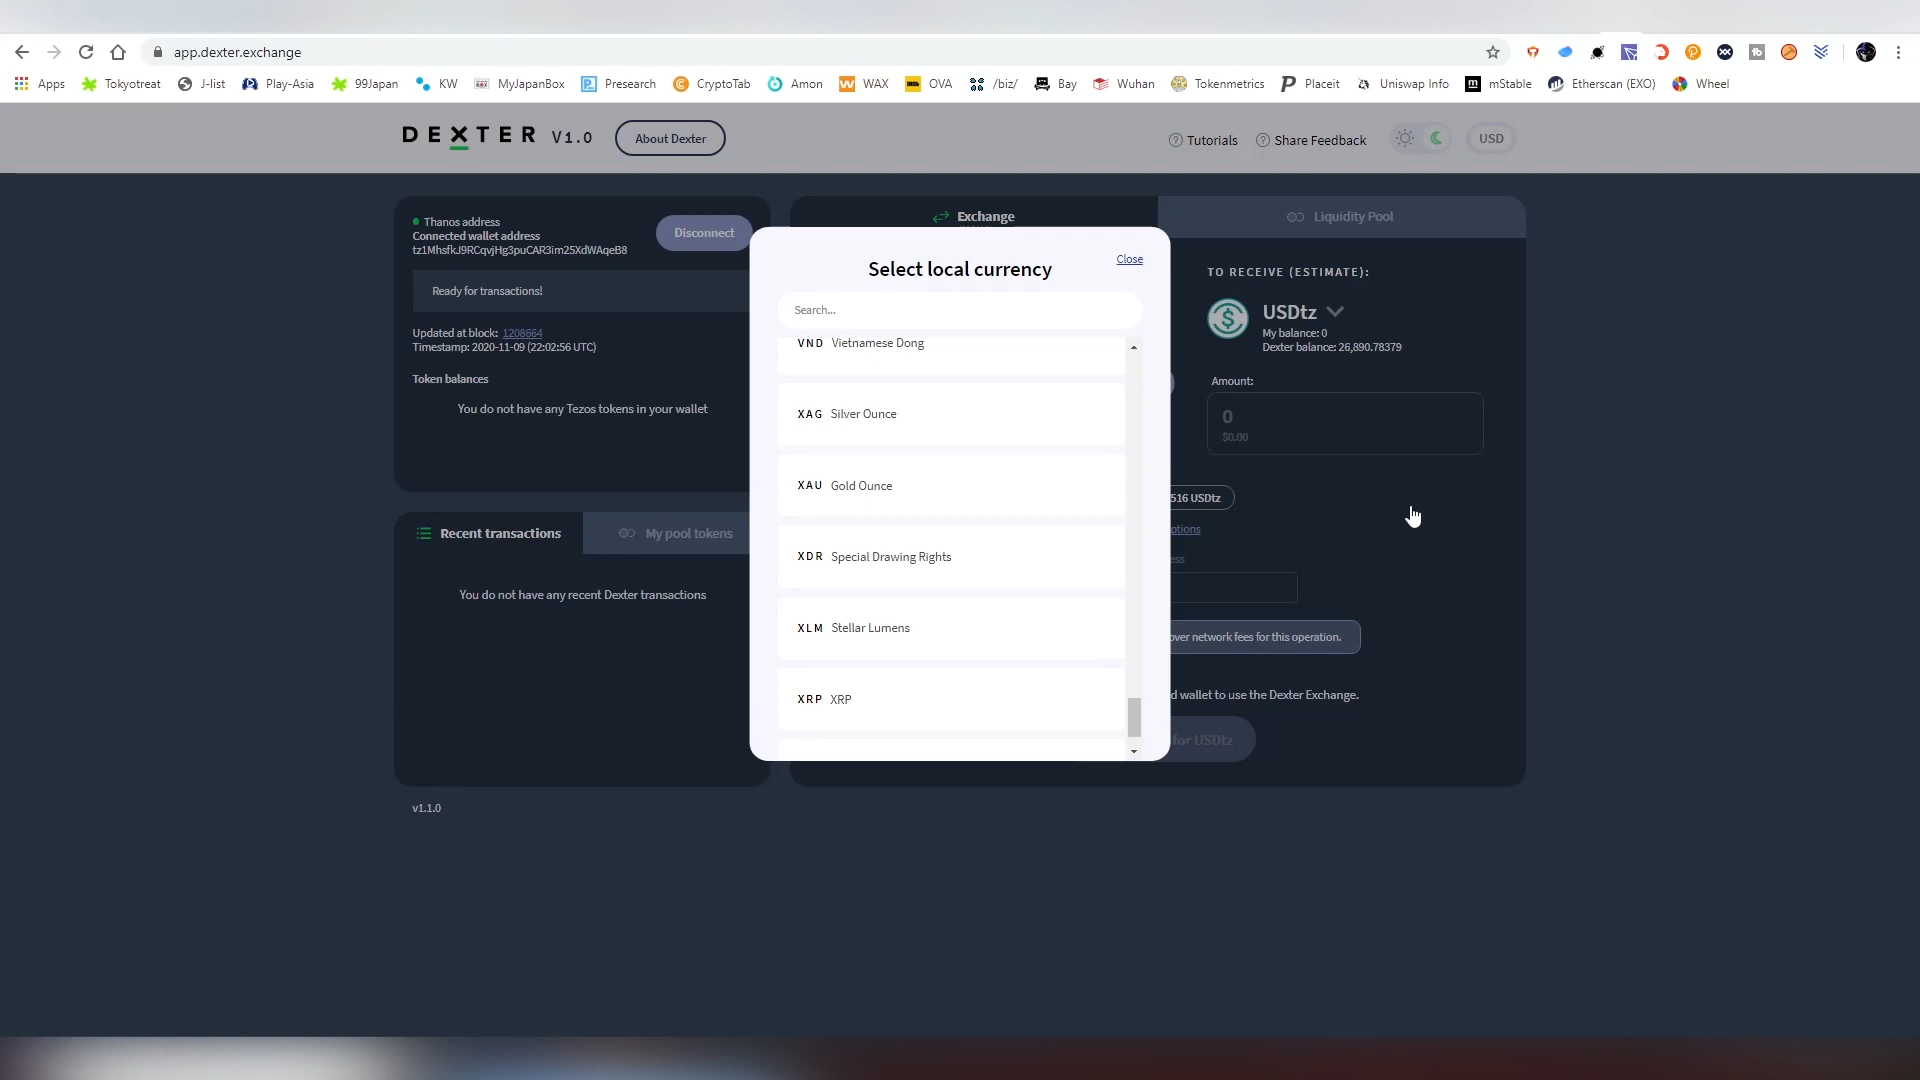 app.dexter.exchange
Apps Tokyotreat J-list Play-Asia 99Japan KW MyJapanBox Presearch CryptoTab Amon WAX OVA /biz/ Bay Wuhan Tokenmetrics Placeit Uniswap Info mStable Etherscan (EXO) Wheel
DEXTER V1.0 About Dexter Tutorials Share Feedback USD
Thanos address
Connected wallet address
tz1MhsfkJ9RCqvjHg3puCAR3im25XdWAqeB8
Disconnect
Ready for transactions!
Updated at block: 1208664
Timestamp: 2020-11-09 (22:02:56 UTC)
Token balances
You do not have any Tezos tokens in your wallet
Recent transactions My pool tokens
You do not have any recent Dexter transactions
v1.1.0
Exchange Liquidity Pool
Select local currency Close
Search...
VND Vietnamese Dong
XAG Silver Ounce
XAU Gold Ounce
XDR Special Drawing Rights
XLM Stellar Lumens
XRP XRP
TO RECEIVE (ESTIMATE):
USDtz
My balance: 0
Dexter balance: 26,890.78379
Amount:
0
$0.00
516 USDtz
over network fees for this operation.
d wallet to use the Dexter Exchange.
for USDtz